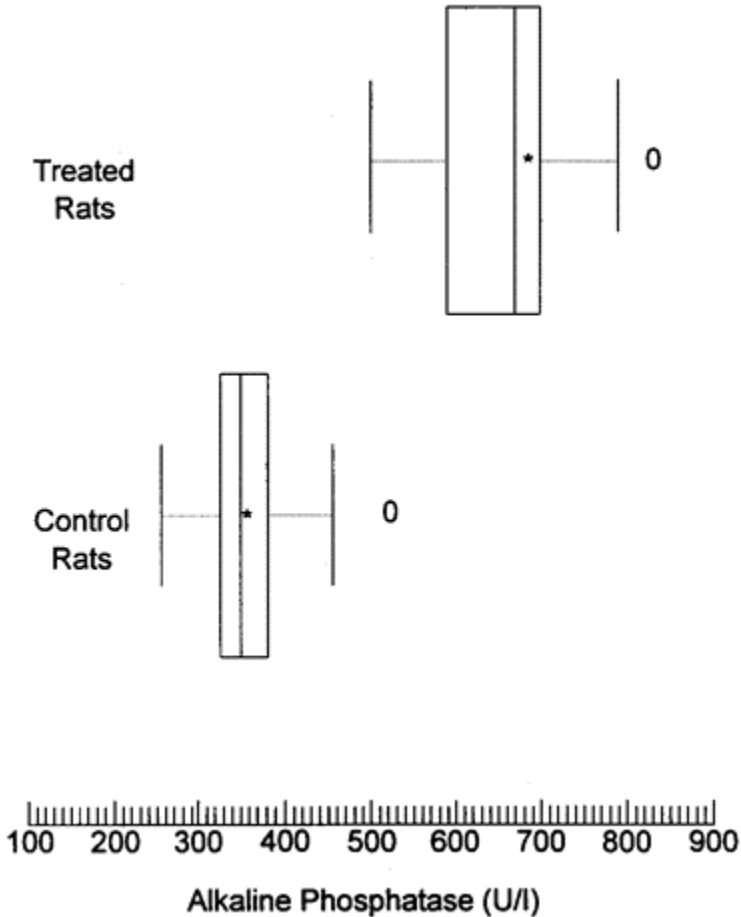 Treated
Rats
*
0
Control
Rats
*
0
100 200 300 400 500 600 700 800 900
Alkaline Phosphatase (U/l)